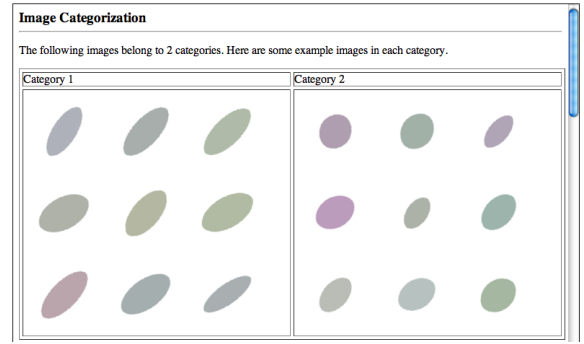 Image Categorization
The following images belong to 2 categories. Here are some example images in each category.
Category 1
Category 2